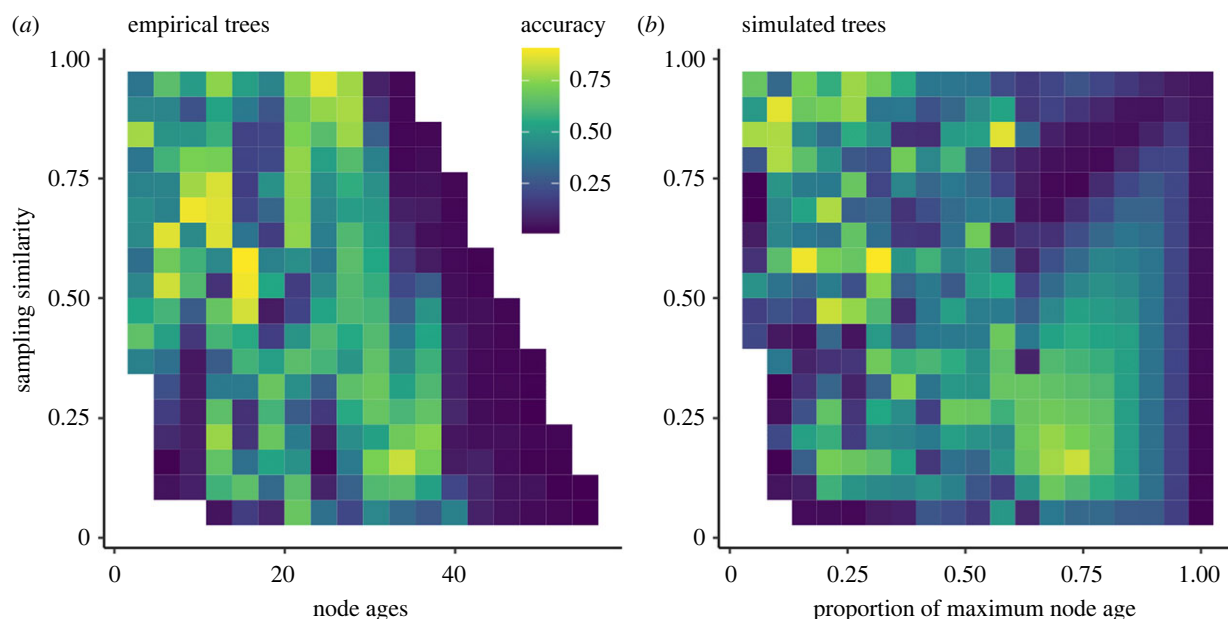 (a) empirical trees
accuracy
0.75
0.50
0.25
1.00
0.75
0.50
0.25
0
sampling similarity
0 20 40
node ages
(b) simulated trees
1.00
0.75
0.50
0.25
0
0 0.25 0.50 0.75 1.00
proportion of maximum node age